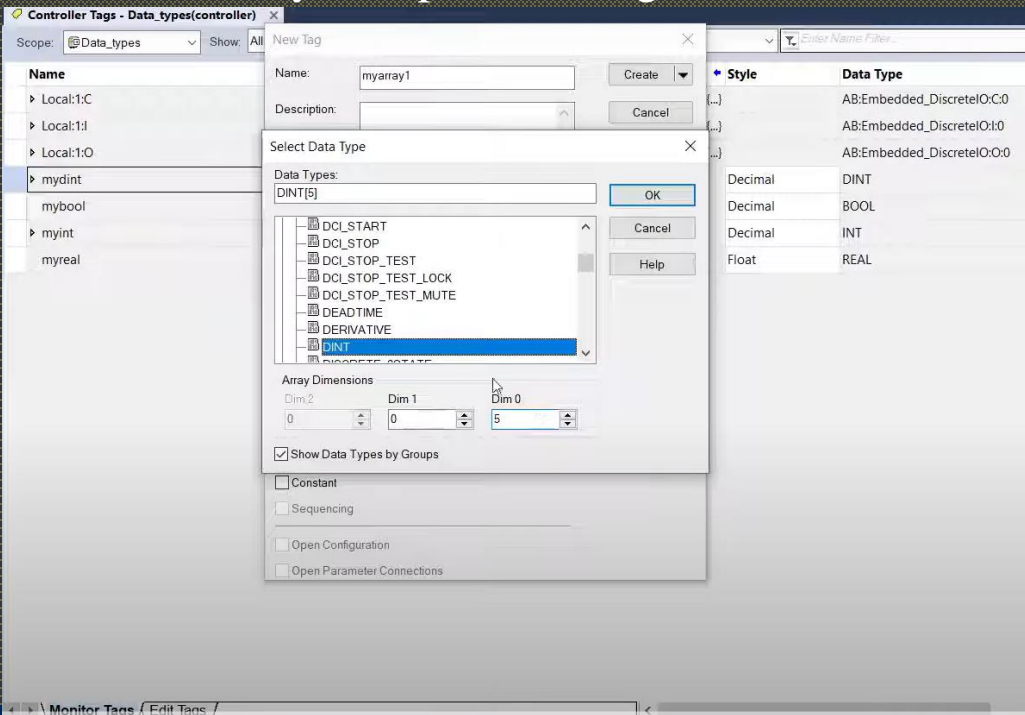 Controller Tags - Data_types(controller) ×
Scope: Data_types Show: All
Enter Name Filter...
New Tag
Name: myarray1
Create
Description:
Cancel
Name Style Data Type
Local:1:C {...} AB:Embedded_DiscreteIO:C:0
Local:1:I {...} AB:Embedded_DiscreteIO:I:0
Local:1:O ...} AB:Embedded_DiscreteIO:O:0
mydint Decimal DINT
mybool Decimal BOOL
myint Decimal INT
myreal Float REAL
Select Data Type
Data Types:
DINT[5]
OK
Cancel
Help
DCI_START
DCI_STOP
DCI_STOP_TEST
DCI_STOP_TEST_LOCK
DCI_STOP_TEST_MUTE
DEADTIME
DERIVATIVE
DINT
Array Dimensions
Dim 2 Dim 1 Dim 0
0 0 5
Show Data Types by Groups
Constant
Sequencing
Open Configuration
Open Parameter Connections
Monitor Tags / Edit Tags /